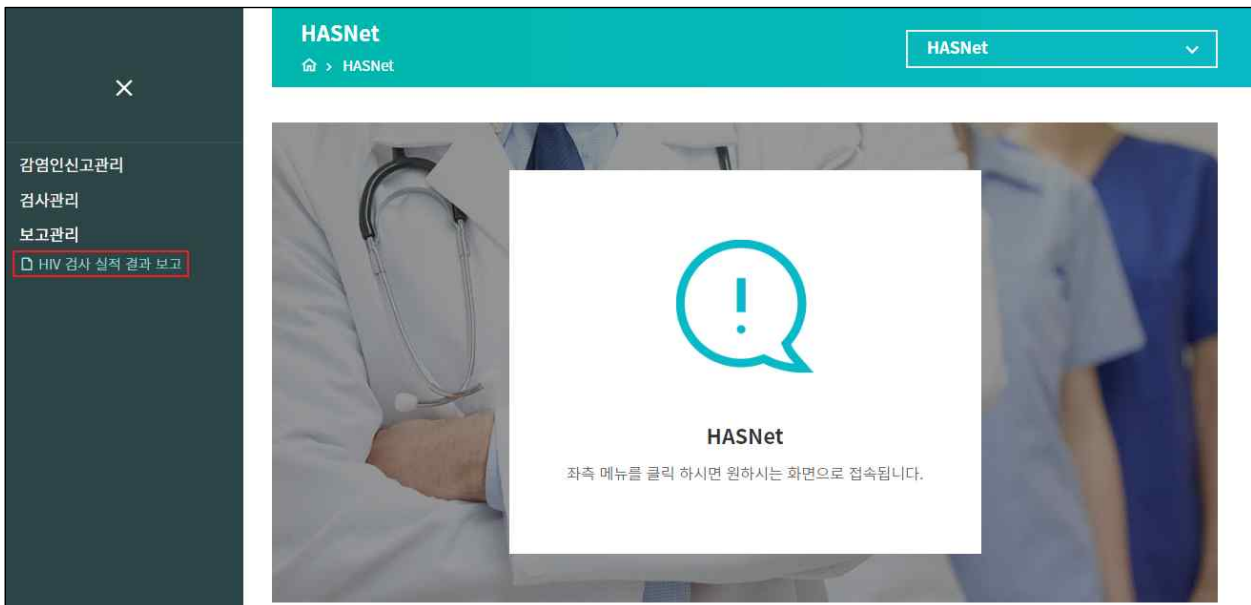 HASNet
HASNet
HASNet
감염인신고관리
검사관리
보고관리
HIV 검사 실적 결과 보고
HASNet
좌측 메뉴를 클릭 하시면 원하시는 화면으로 접속됩니다.